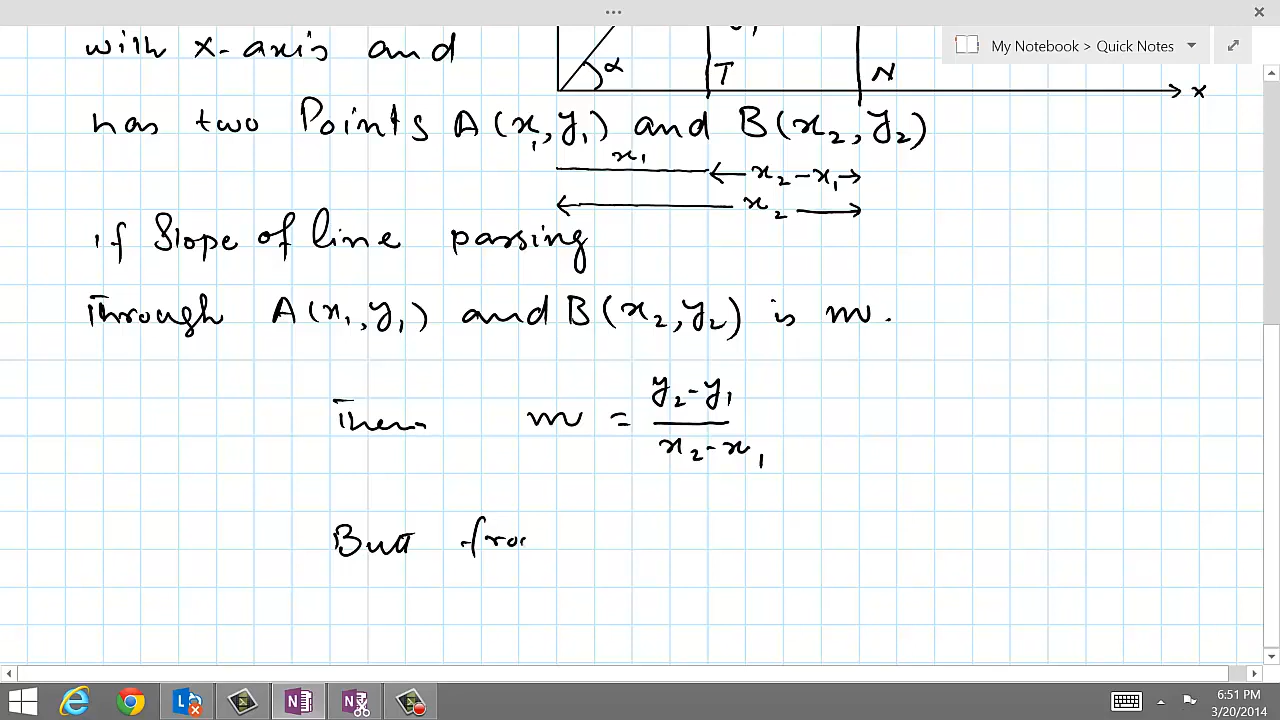 ...
My Notebook > Quick Notes
with x-axis and
α
T
N
x
has two Points A(x₁,y₁) and B(x₂,y₂)
x₁
x₂-x₁
x₂
if Slope of line passing
Through A(x₁,y₁) and B(x₂,y₂) is m.
Then m = y₂-y₁
x₂-x₁
But fro
6:51 PM
3/20/2014